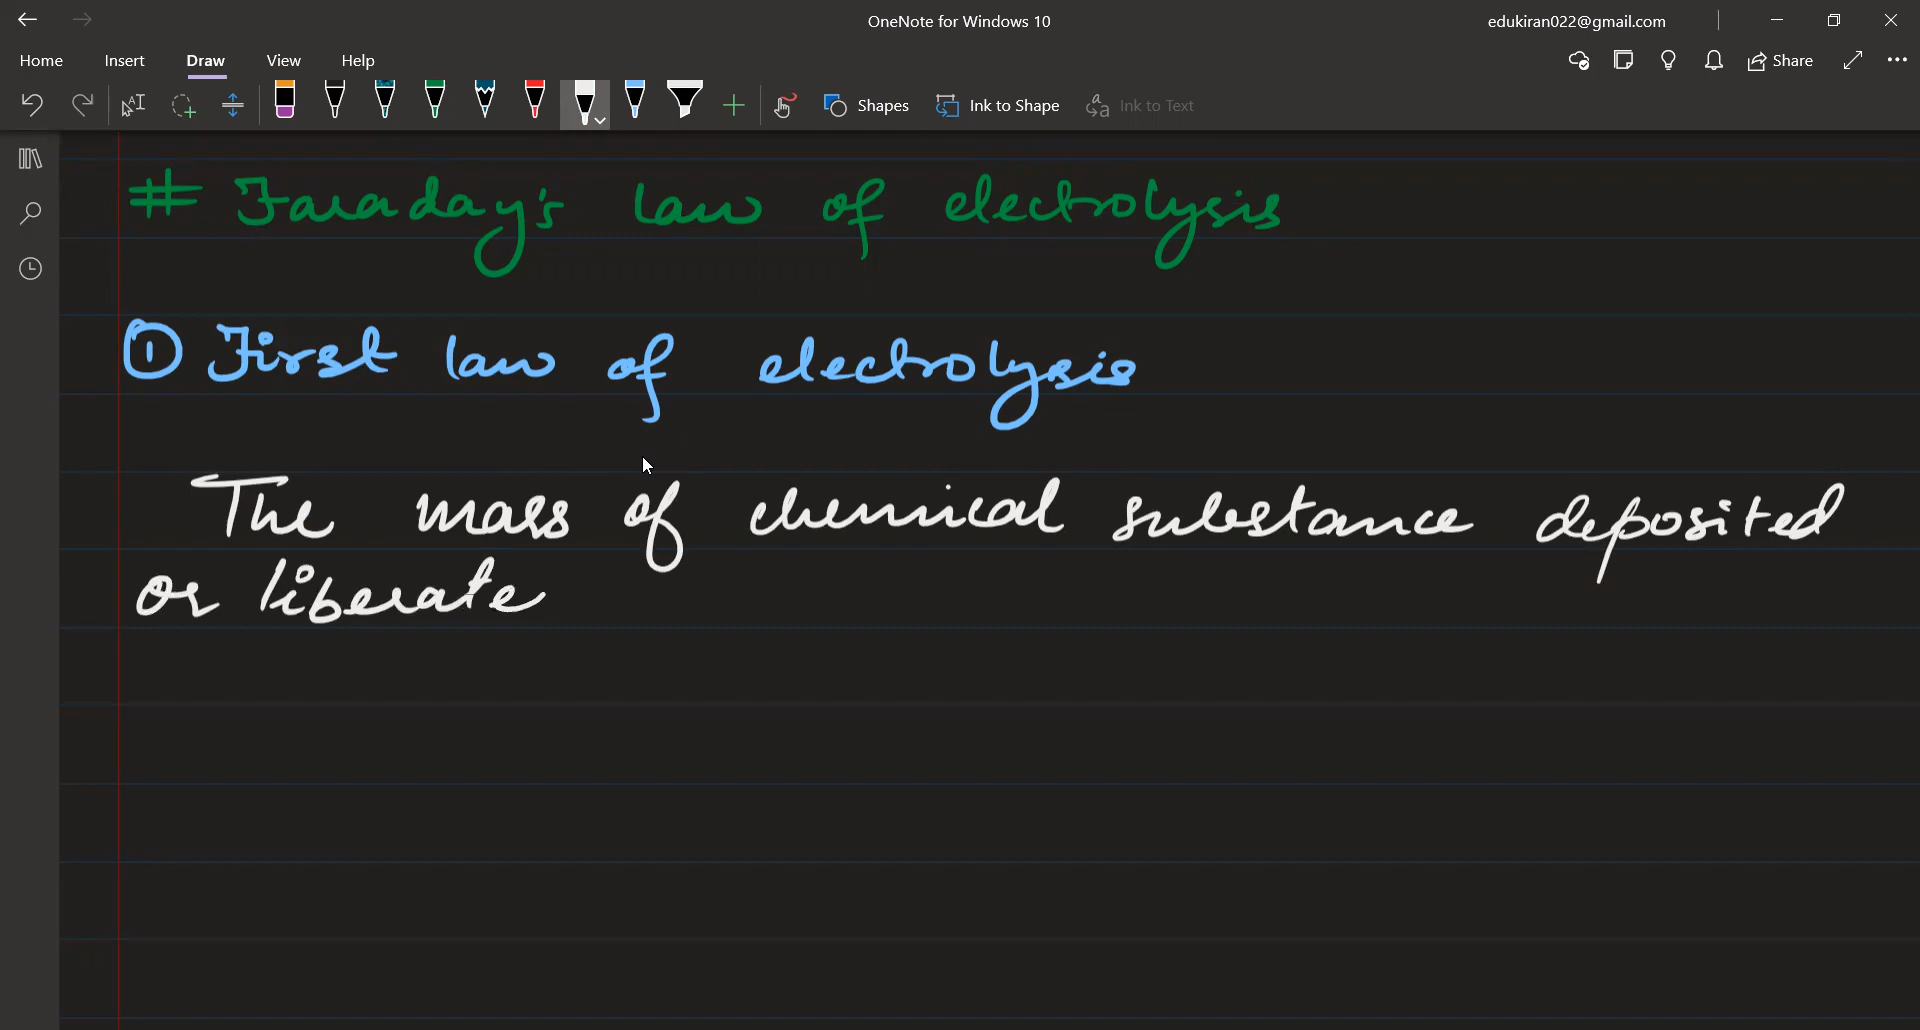 OneNote for Windows 10 edukiran022@gmail.com
Home Insert Draw View Help Share
Shapes Ink to Shape Ink to Text
# Faraday's law of electrolysis
① First law of electrolysis
The mass of chemical substance deposited
or liberate